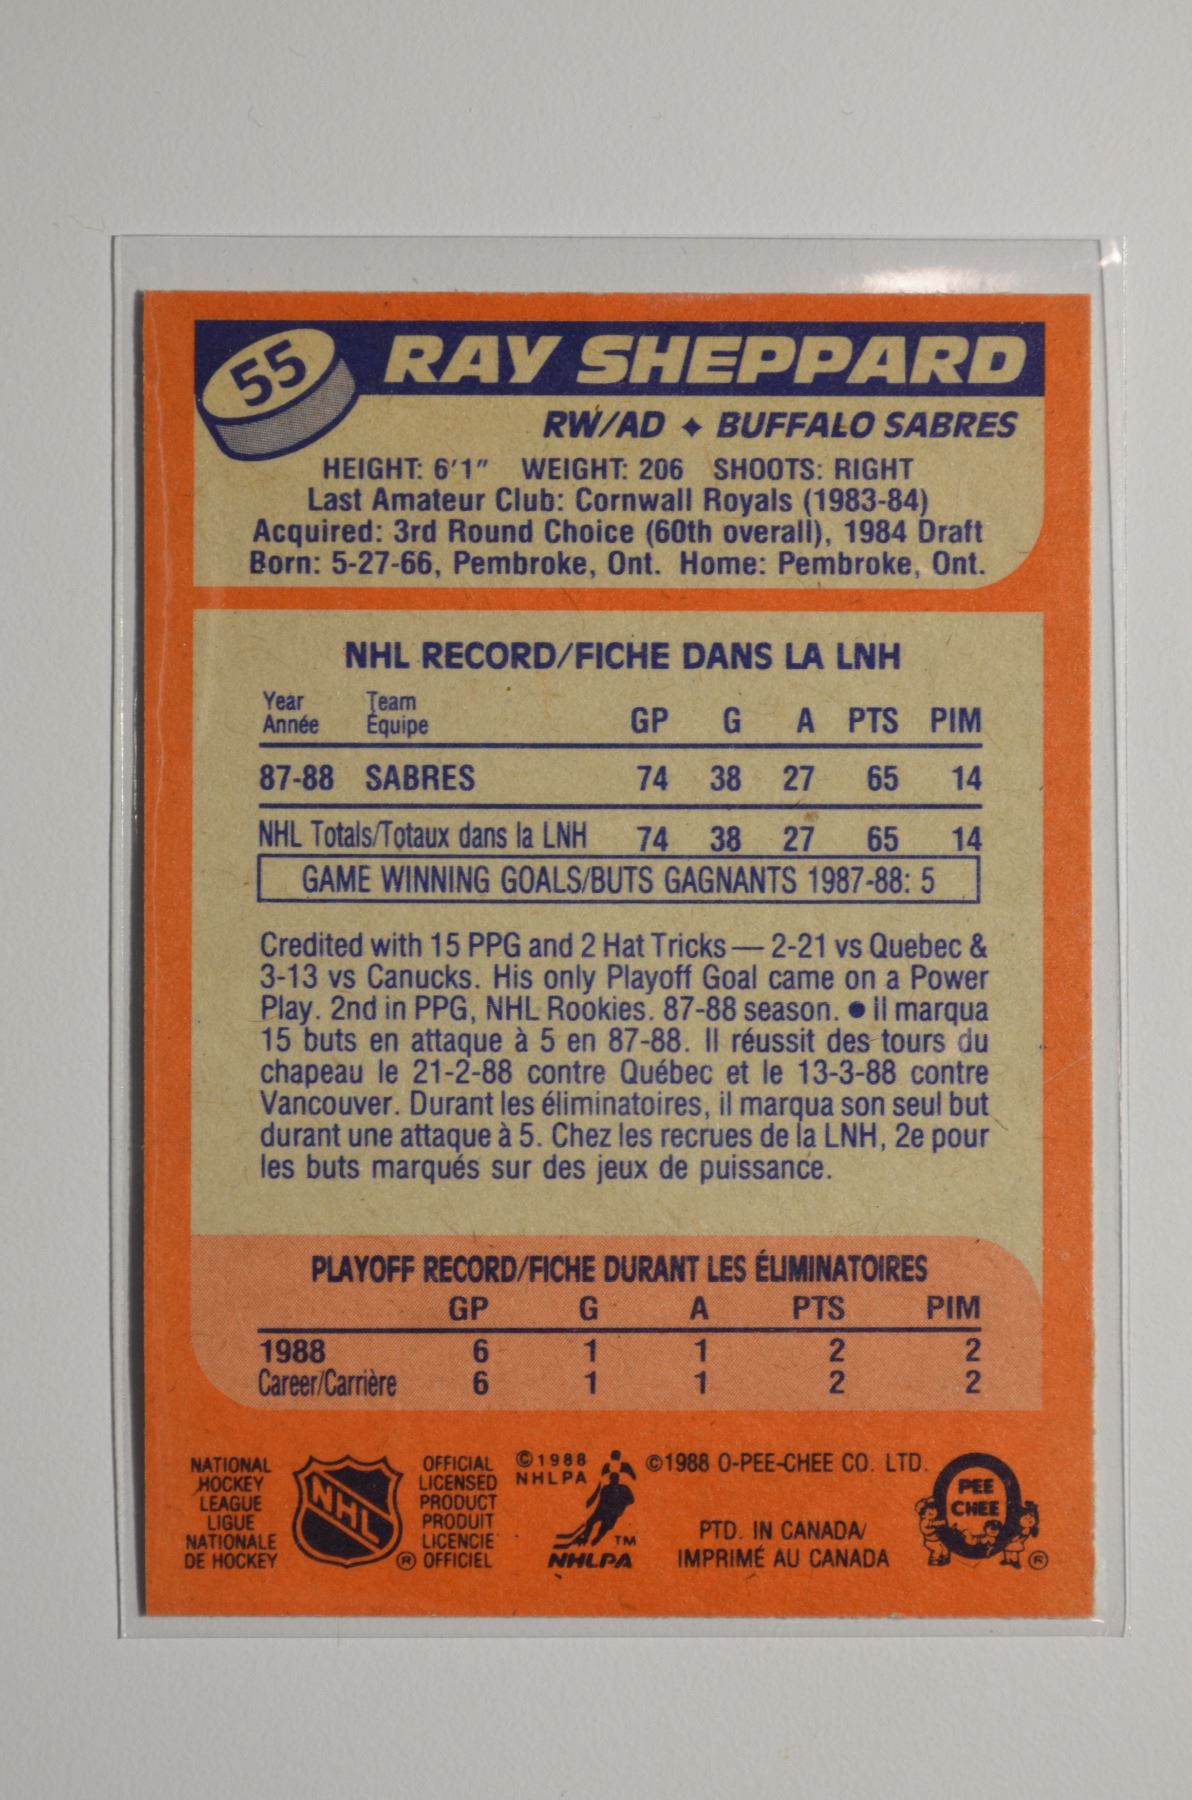 55
RAY SHEPPARD
RW/AD ✦ BUFFALO SABRES
HEIGHT: 6'1" WEIGHT: 206 SHOOTS: RIGHT
Last Amateur Club: Cornwall Royals (1983-84)
Acquired: 3rd Round Choice (60th overall), 1984 Draft
Born: 5-27-66, Pembroke, Ont. Home: Pembroke, Ont.
NHL RECORD/FICHE DANS LA LNH
Year Team
Année Équipe GP G A PTS PIM
87-88 SABRES 74 38 27 65 14
NHL Totals/Totaux dans la LNH 74 38 27 65 14
GAME WINNING GOALS/BUTS GAGNANTS 1987-88: 5
Credited with 15 PPG and 2 Hat Tricks — 2-21 vs Quebec &
3-13 vs Canucks. His only Playoff Goal came on a Power
Play. 2nd in PPG, NHL Rookies. 87-88 season. ● Il marqua
15 buts en attaque à 5 en 87-88. Il réussit des tours du
chapeau le 21-2-88 contre Québec et le 13-3-88 contre
Vancouver. Durant les éliminatoires, il marqua son seul but
durant une attaque à 5. Chez les recrues de la LNH, 2e pour
les buts marqués sur des jeux de puissance.
PLAYOFF RECORD/FICHE DURANT LES ÉLIMINATOIRES
GP G A PTS PIM
1988 6 1 1 2 2
Career/Carrière 6 1 1 2 2
NATIONAL
HOCKEY
LEAGUE
LIGUE
NATIONALE
DE HOCKEY
NHL
®
OFFICIAL
LICENSED
PRODUCT
PRODUIT
LICENCIE
OFFICIEL
©1988
NHLPA
TM
NHLPA
©1988 O-PEE-CHEE CO. LTD.
PTD. IN CANADA/
IMPRIMÉ AU CANADA
PEE
CHEE
®